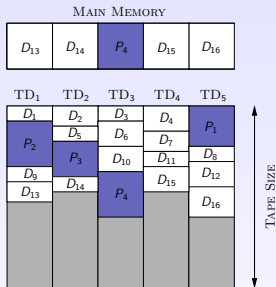 MAIN MEMORY
D₁₃ D₁₄ P₄ D₁₅ D₁₆
TD₁ TD₂ TD₃ TD₄ TD₅
D₁ D₂ D₃ D₄ P₁
P₂ D₅ D₆ D₇ D₈
D₉ P₃ D₁₀ D₁₁ D₁₂
D₁₃ D₁₄ P₄ D₁₅ D₁₆
TAPE SIZE